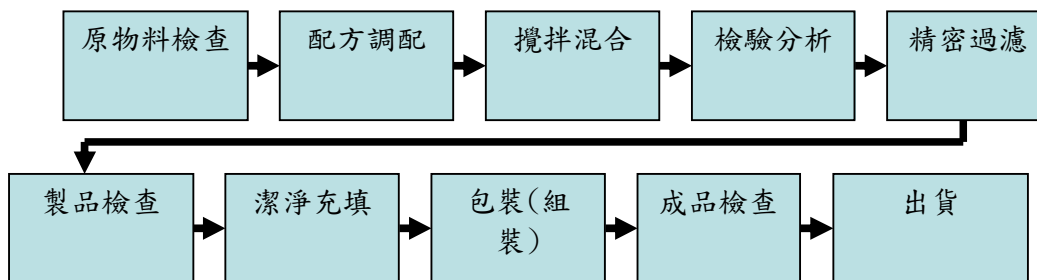 原物料檢查
配方調配
攪拌混合
檢驗分析
精密過濾
製品檢查
潔淨充填
包裝(組
裝)
成品檢查
出貨